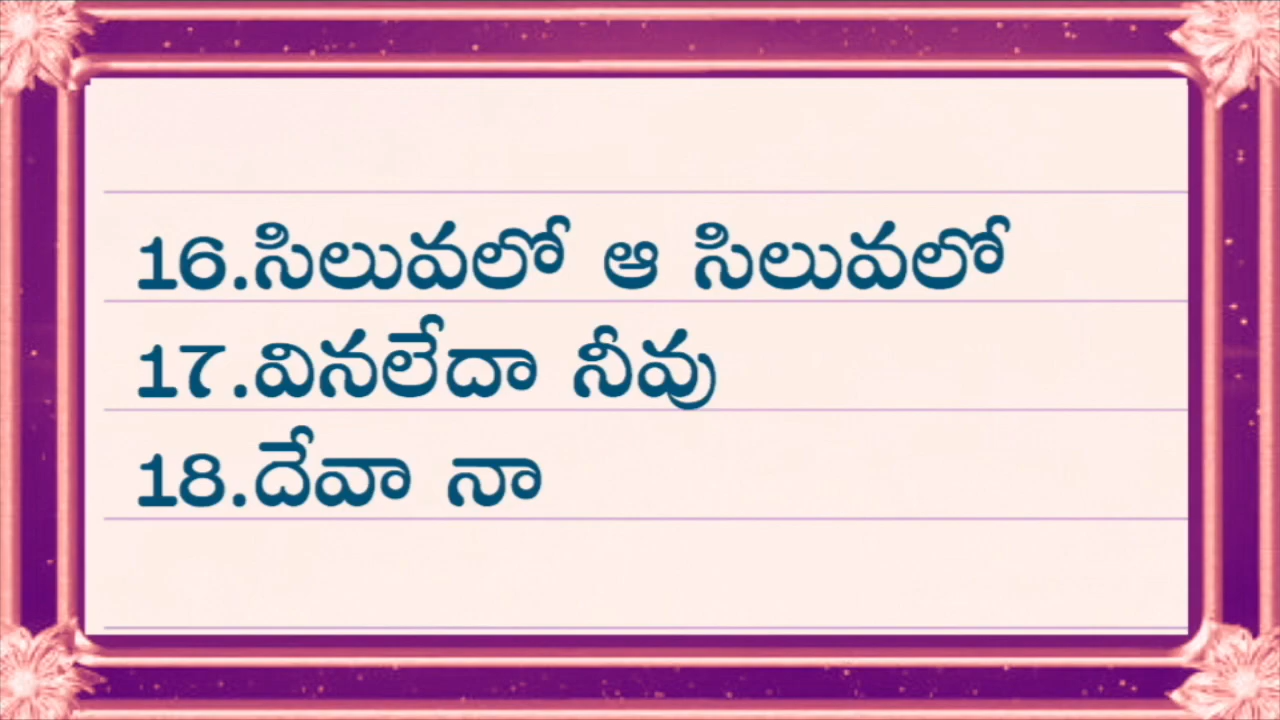 16.సిలువలో ఆ సిలువలో
17.వినలేదా నీవు
18.దేవా నా